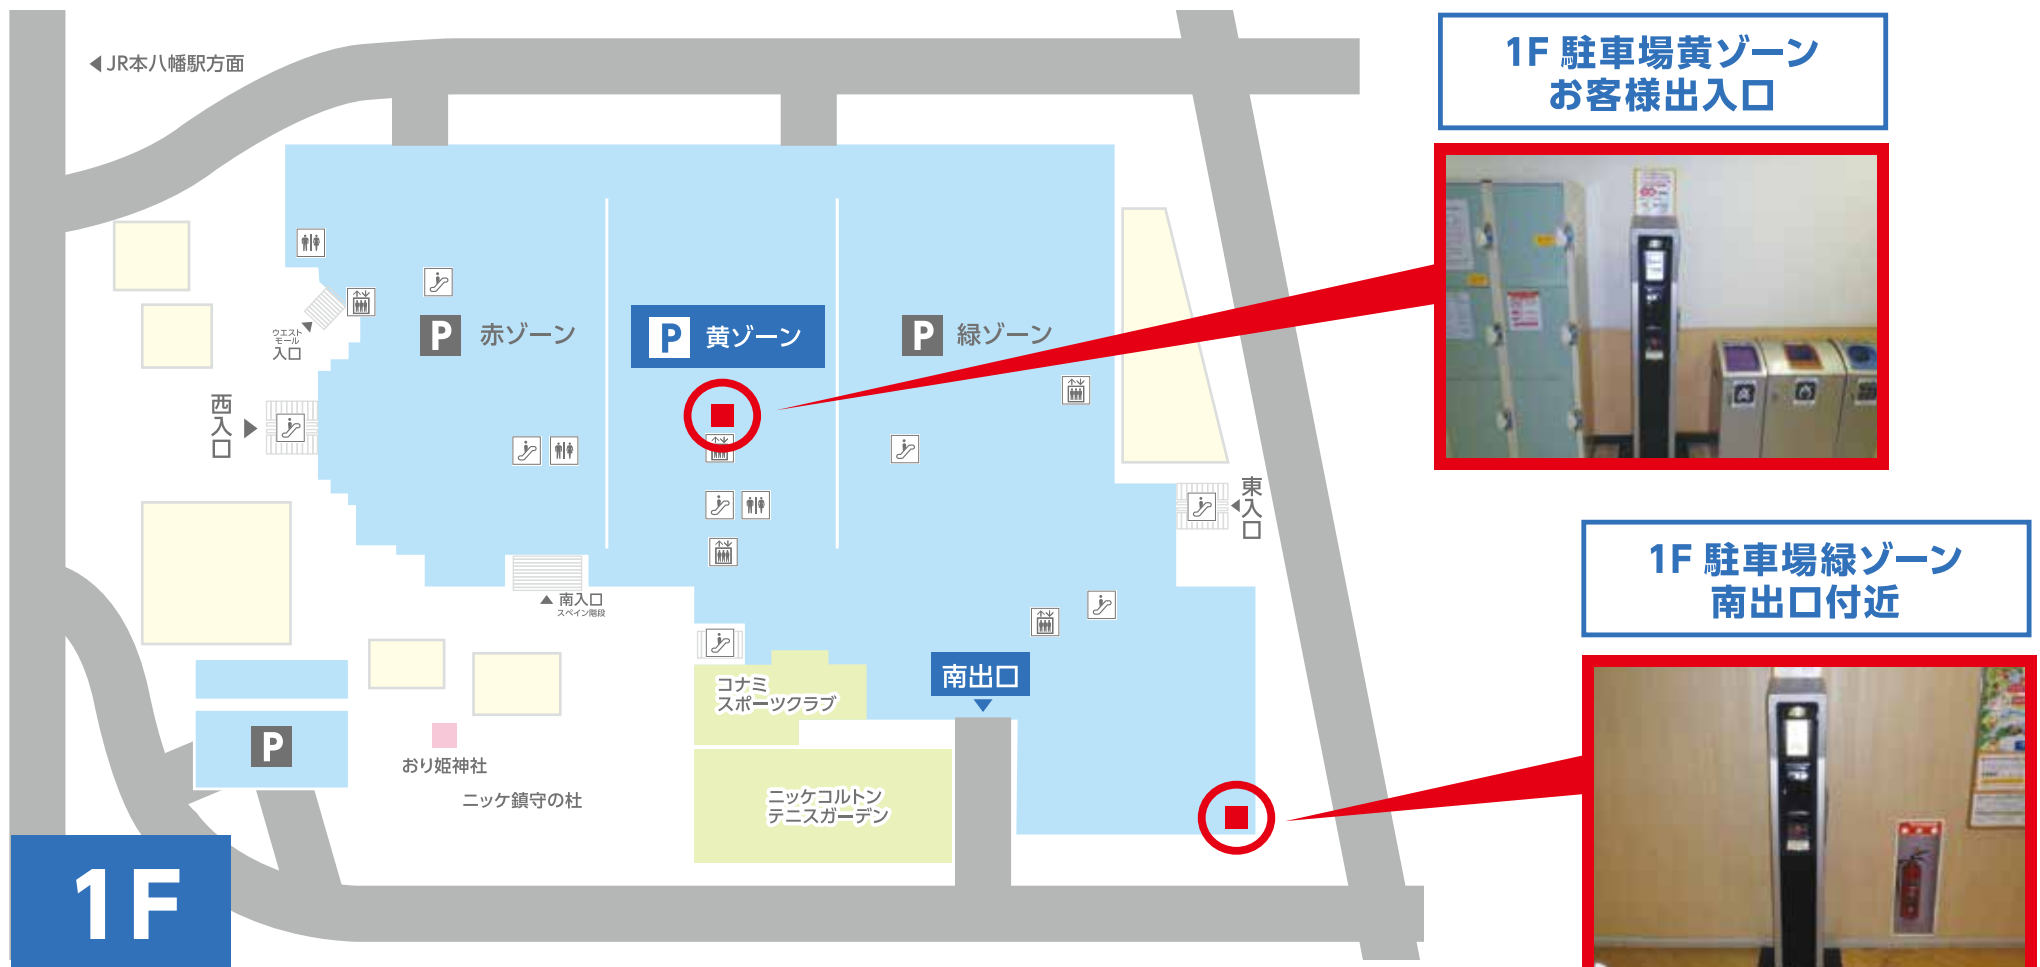 JR本八幡駅方面
1F 駐車場黄ゾーン
お客様出入口
P 赤ゾーン
P 黄ゾーン
P 緑ゾーン
ウエスト
モール
入口
西入口
東入口
南入口
スペイン階段
1F 駐車場緑ゾーン
南出口付近
南出口
コナミ
スポーツクラブ
P
おり姫神社
ニッケ鎮守の杜
ニッケコルトン
テニスガーデン
1F